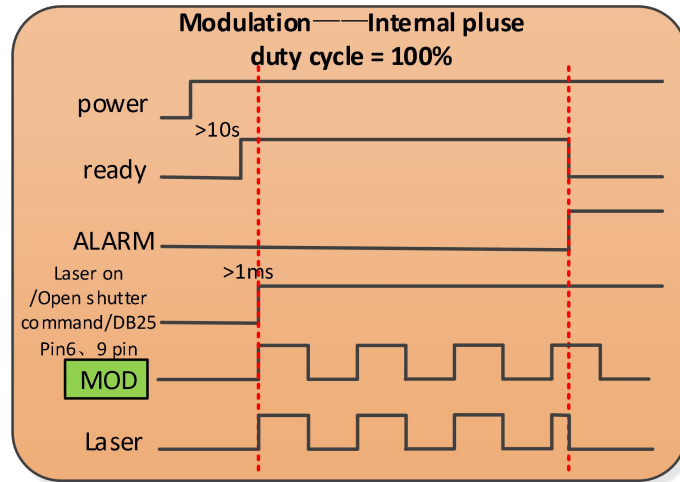 Modulation——Internal pluse
duty cycle = 100%
power
>10s
ready
ALARM
>1ms
Laser on
/Open shutter
command/DB25
Pin6、9 pin
MOD
Laser